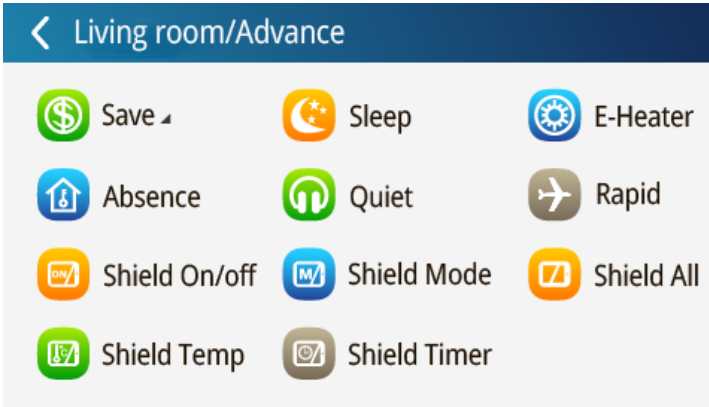 Living room/Advance
Save Sleep E-Heater
Absence Quiet Rapid
ON Shield On/off M Shield Mode Shield All
°C Shield Temp Shield Timer